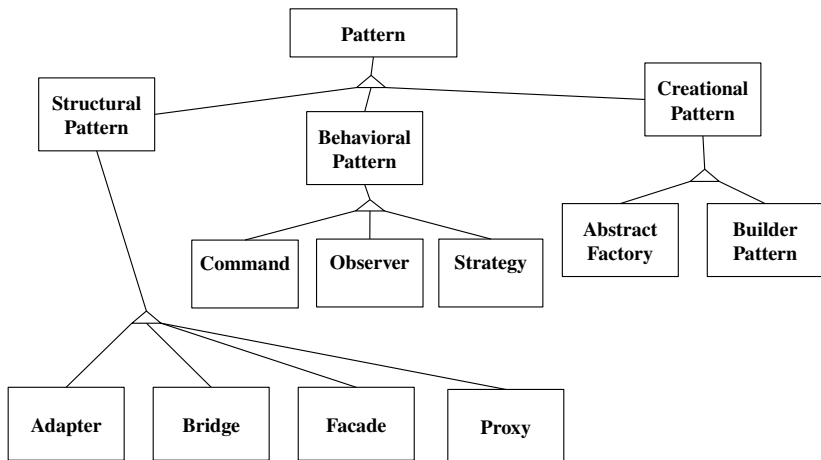 Pattern
Structural
Pattern
Behavioral
Pattern
Creational
Pattern
Command
Observer
Strategy
Abstract
Factory
Builder
Pattern
Adapter
Bridge
Facade
Proxy